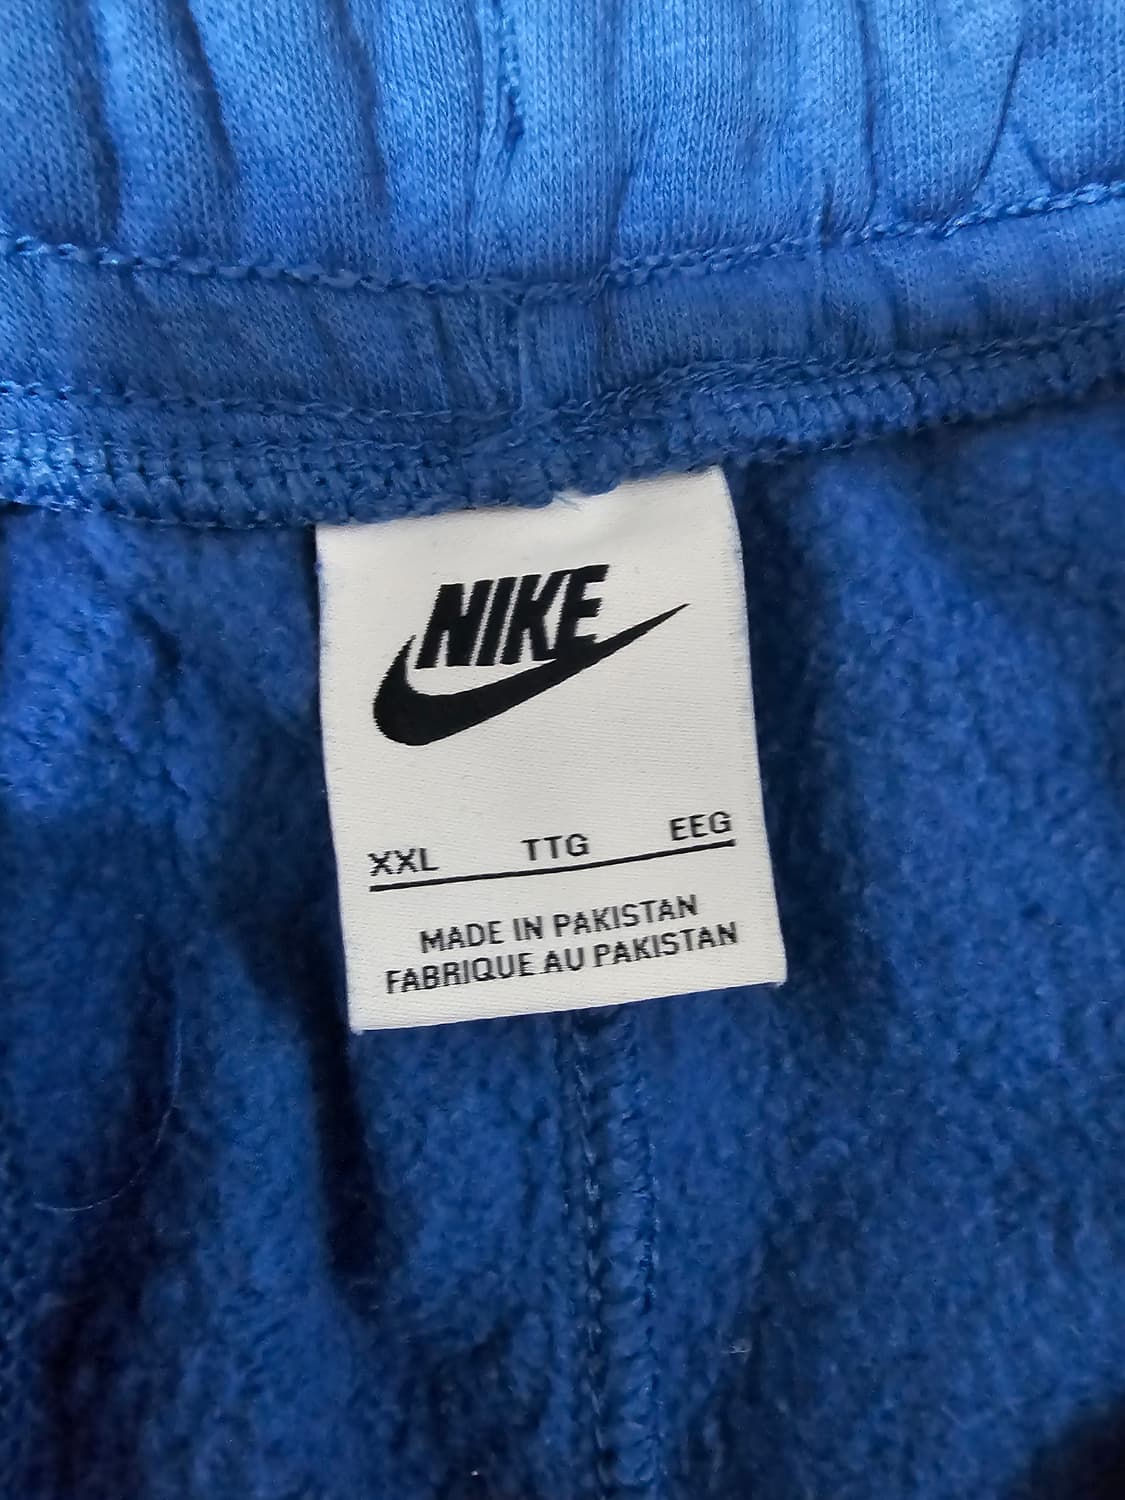 NIKE
XXL TTG EEG
MADE IN PAKISTAN
FABRIQUE AU PAKISTAN